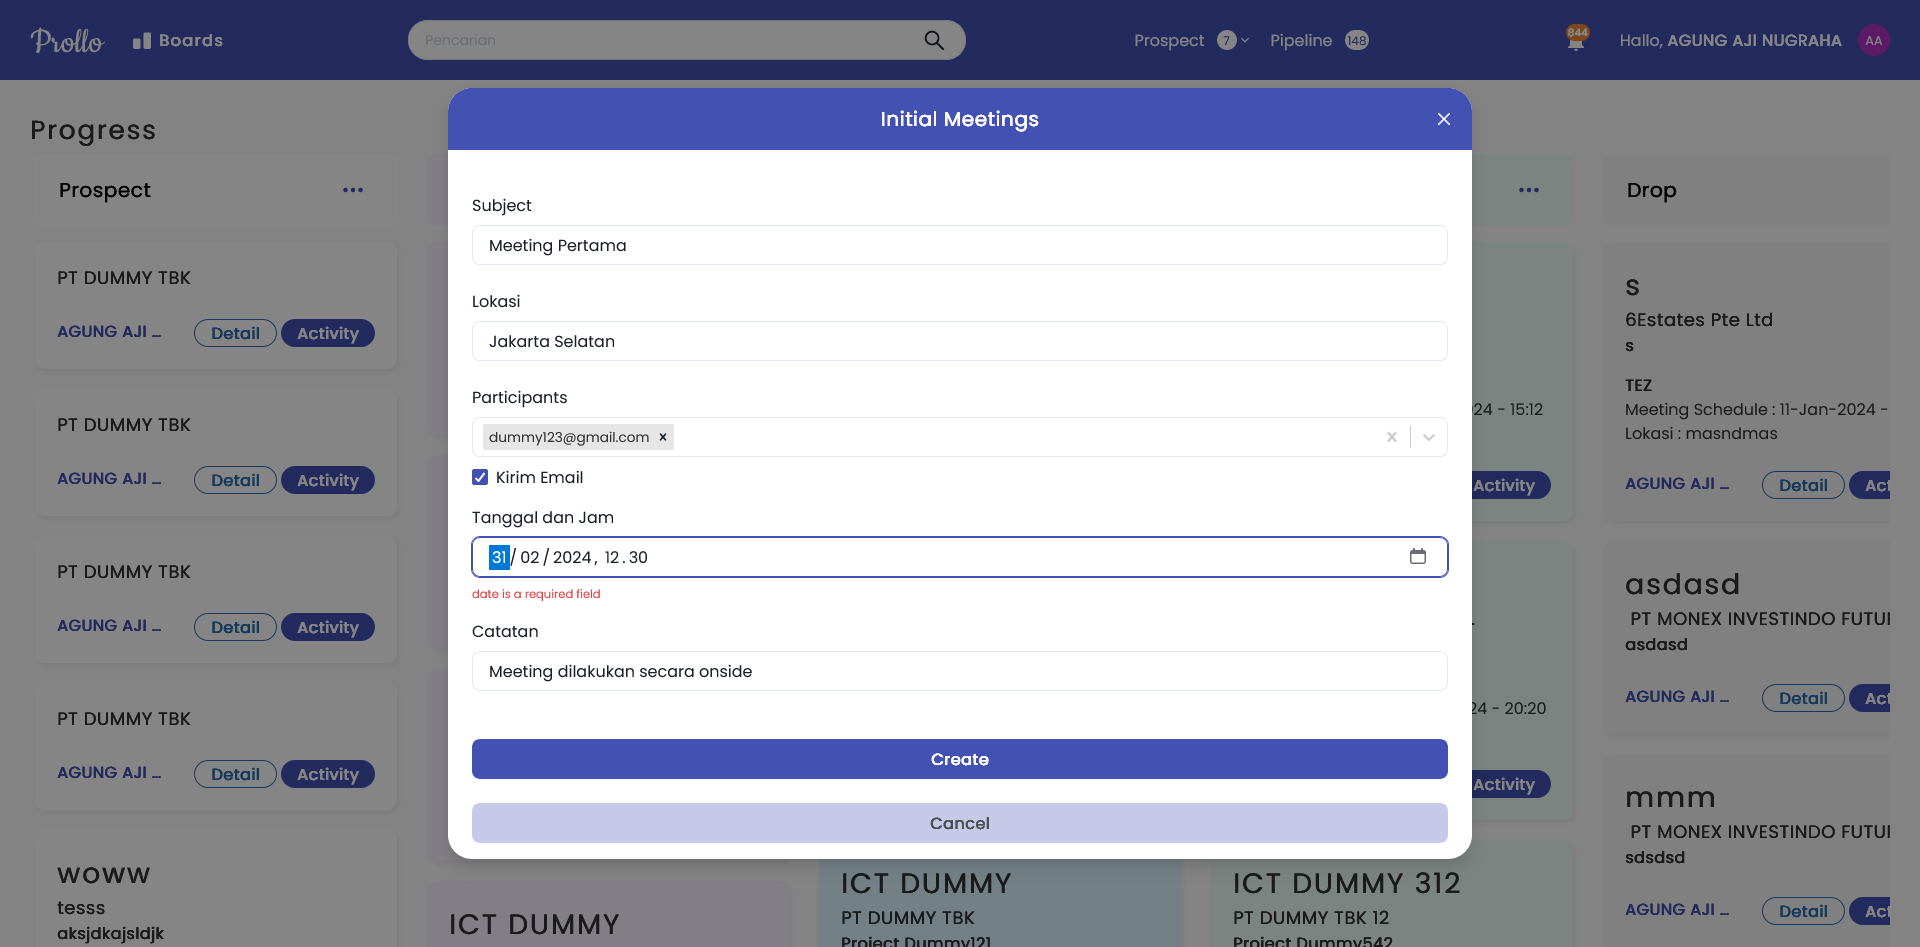 Prollo
Boards
Pencarian
Prospect 7
Pipeline 148
844
Hallo, AGUNG AJI NUGRAHA
AA
Progress
Prospect
PT DUMMY TBK
AGUNG AJI ...
Detail
Activity
PT DUMMY TBK
AGUNG AJI ...
Detail
Activity
PT DUMMY TBK
AGUNG AJI ...
Detail
Activity
PT DUMMY TBK
AGUNG AJI ...
Detail
Activity
woww
tesss
aksjdkajsldjk
Initial Meetings
Subject
Meeting Pertama
Lokasi
Jakarta Selatan
Participants
dummy123@gmail.com
Kirim Email
Tanggal dan Jam
31/02/2024, 12.30
date is a required field
Catatan
Meeting dilakukan secara onside
Create
Cancel
ICT DUMMY
ICT DUMMY
PT DUMMY TBK
Project Dummy121
24 - 15:12
Activity
24 - 20:20
Activity
ICT DUMMY 312
PT DUMMY TBK 12
Project Dummy542
Drop
S
6Estates Pte Ltd
s
TEZ
Meeting Schedule : 11-Jan-2024 -
Lokasi : masndmas
AGUNG AJI ...
Detail
Act
asdasd
PT MONEX INVESTINDO FUTU
asdasd
AGUNG AJI ...
Detail
Act
mmm
PT MONEX INVESTINDO FUTU
sdsdsd
AGUNG AJI ...
Detail
Act